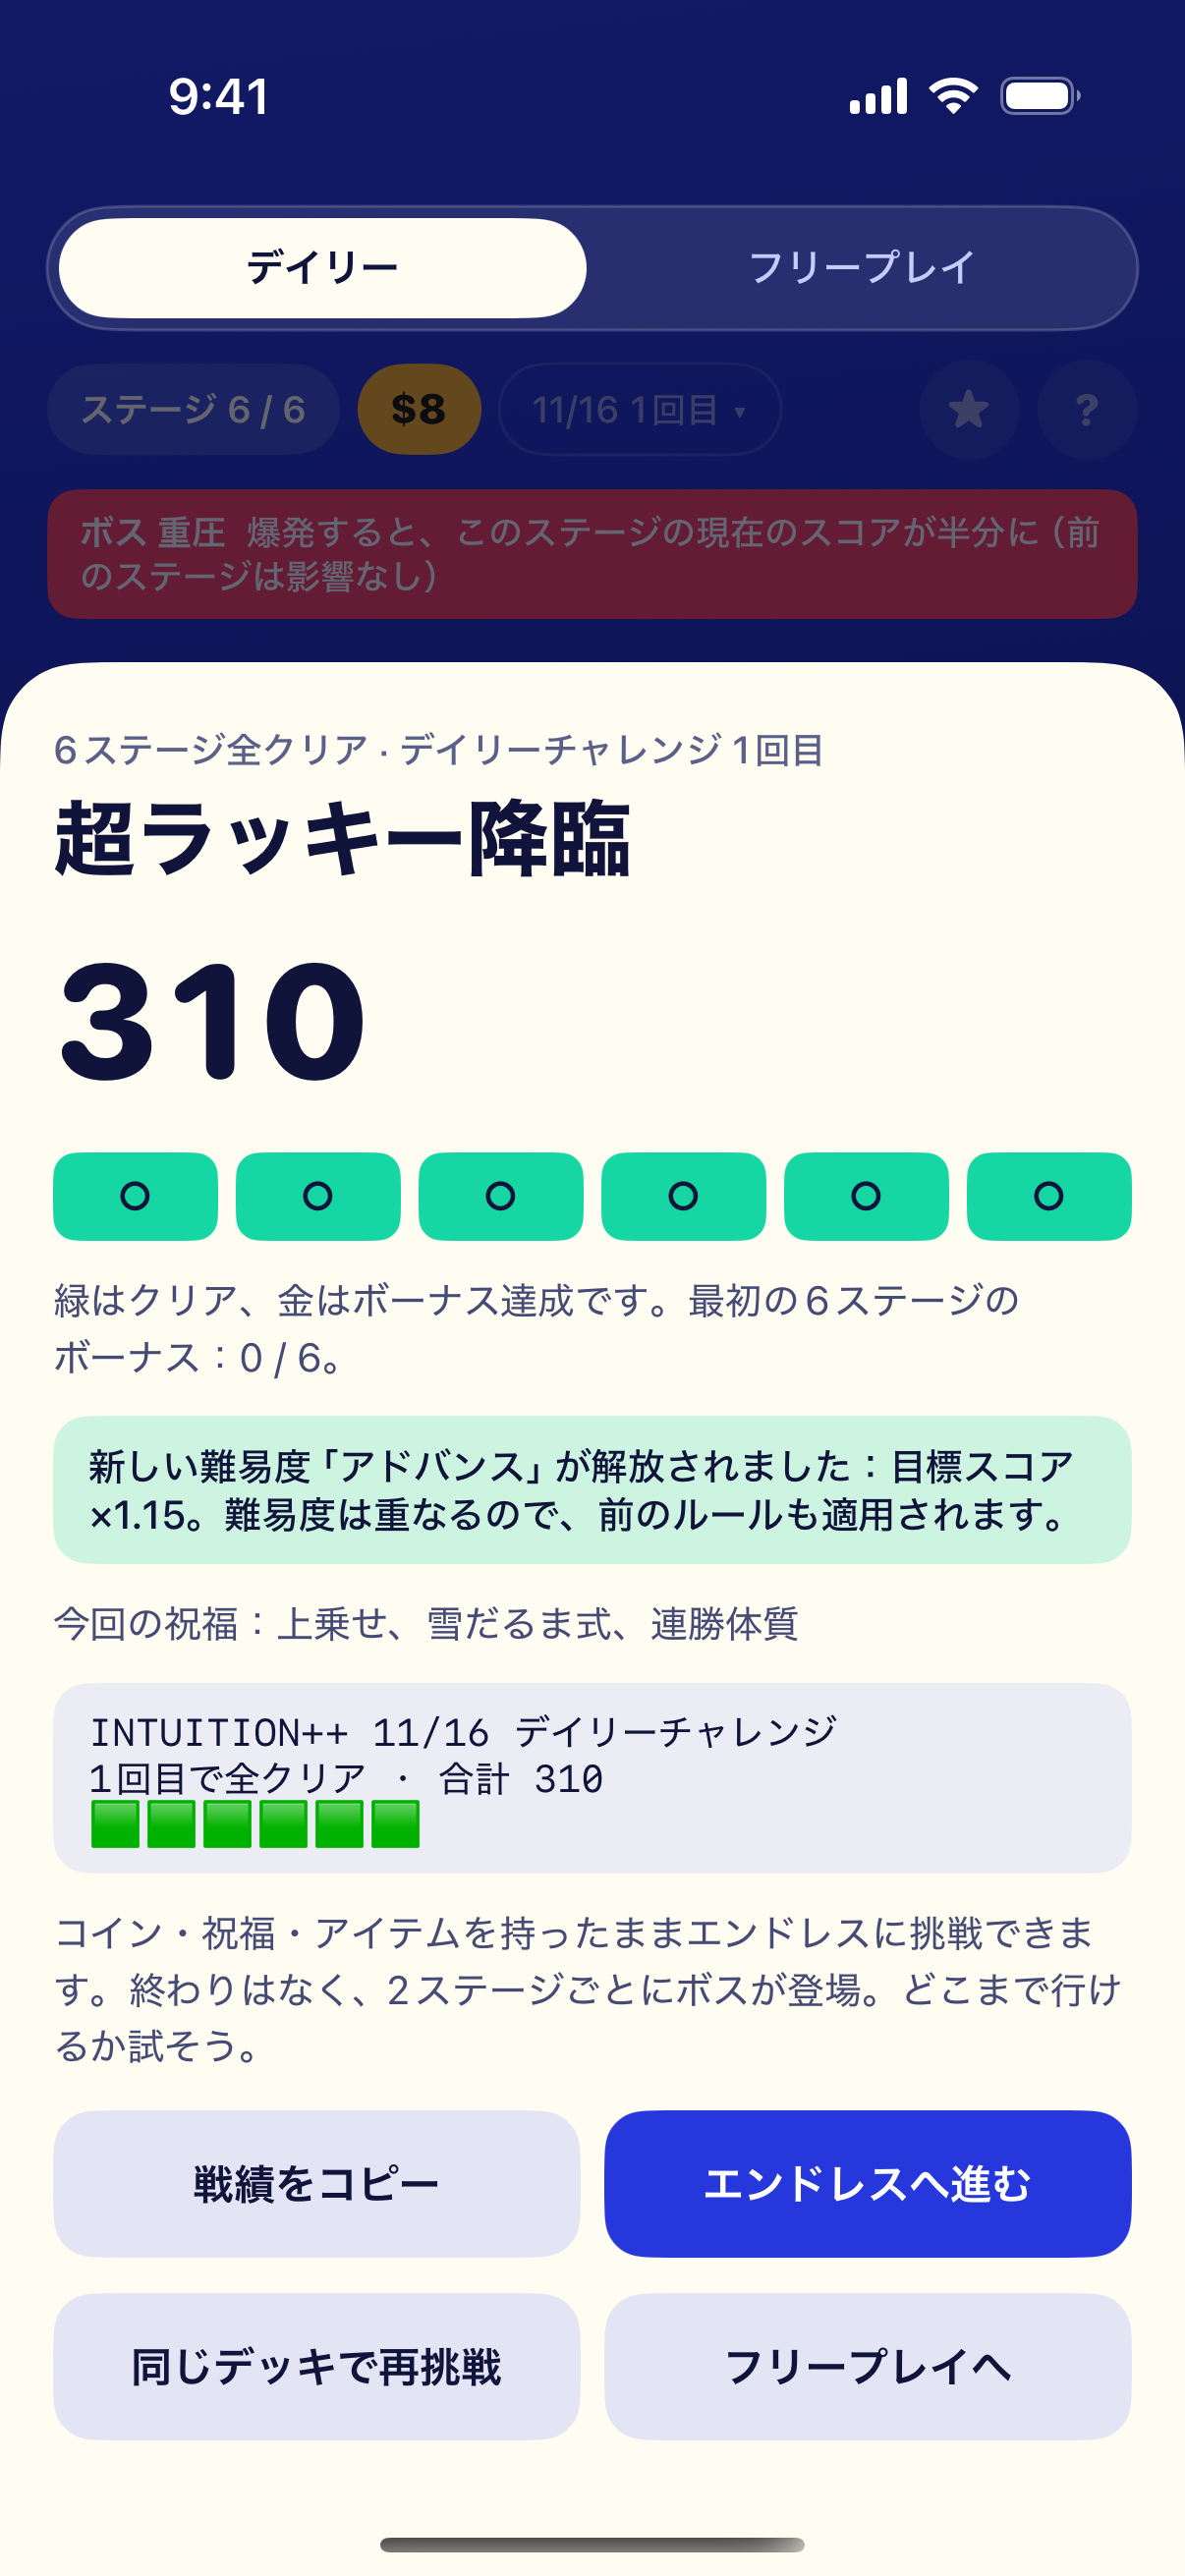 9:41
デイリー フリープレイ
ステージ 6 / 6 $8 11/16 1回目 ▾ ★ ?
ボス 重圧 爆発すると、このステージの現在のスコアが半分に（前
のステージは影響なし）
6ステージ全クリア · デイリーチャレンジ 1回目
超ラッキー降臨
310
○ ○ ○ ○ ○ ○
緑はクリア、金はボーナス達成です。最初の6ステージの
ボーナス：0 / 6。
新しい難易度「アドバンス」が解放されました：目標スコア
×1.15。難易度は重なるので、前のルールも適用されます。
今回の祝福：上乗せ、雪だるま式、連勝体質
INTUITION++ 11/16 デイリーチャレンジ
1回目で全クリア · 合計 310
🟩🟩🟩🟩🟩🟩
コイン・祝福・アイテムを持ったままエンドレスに挑戦できま
す。終わりはなく、2ステージごとにボスが登場。どこまで行け
るか試そう。
戦績をコピー エンドレスへ進む
同じデッキで再挑戦 フリープレイへ